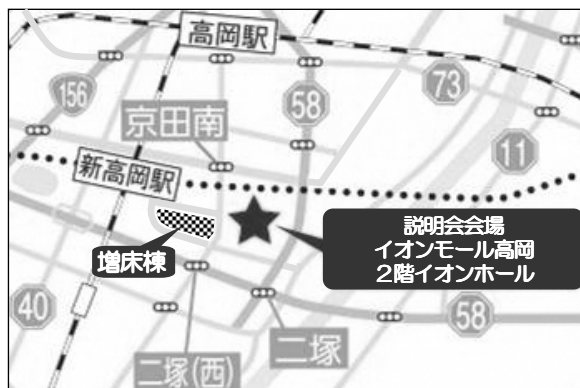 高岡駅
156
58
73
京田南
11
新高岡駅
説明会会場
イオンモール高岡
2階イオンホール
増床棟
40
58
二塚(西)
二塚